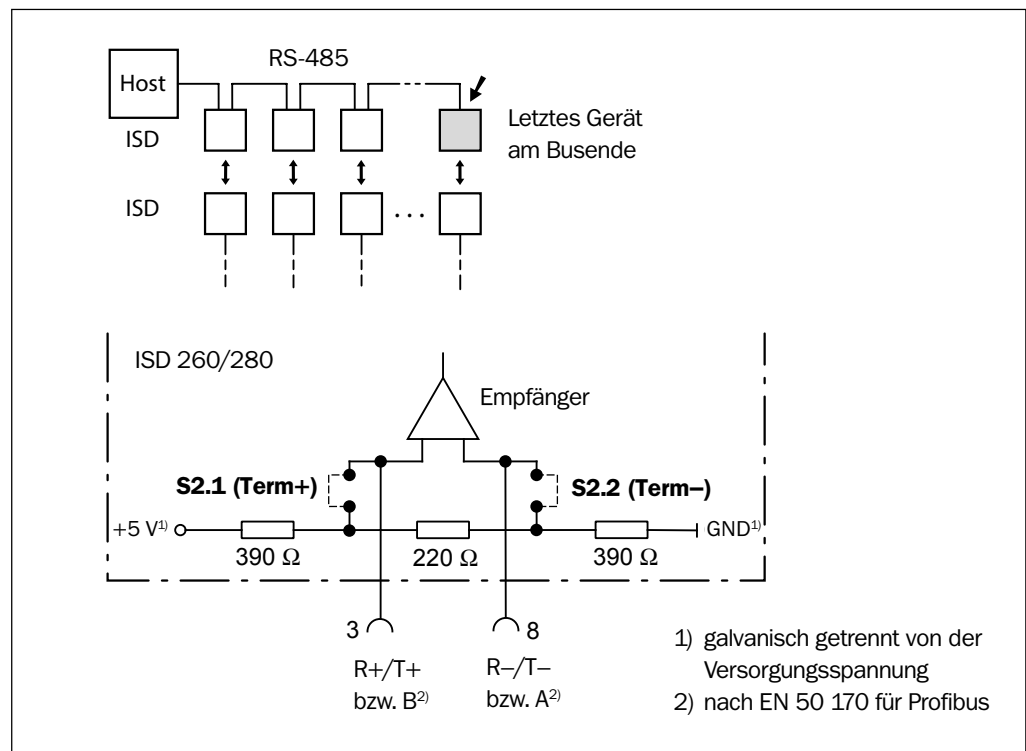 RS-485
Host
ISD
Letztes Gerät
am Busende
ISD
...
ISD 260/280
Empfänger
S2.1 (Term+)
S2.2 (Term–)
+5 V1)
GND1)
390 Ω
220 Ω
390 Ω
3
8
R+/T+
bzw. B2)
R–/T–
bzw. A2)
1) galvanisch getrennt von der
Versorgungsspannung
2) nach EN 50 170 für Profibus